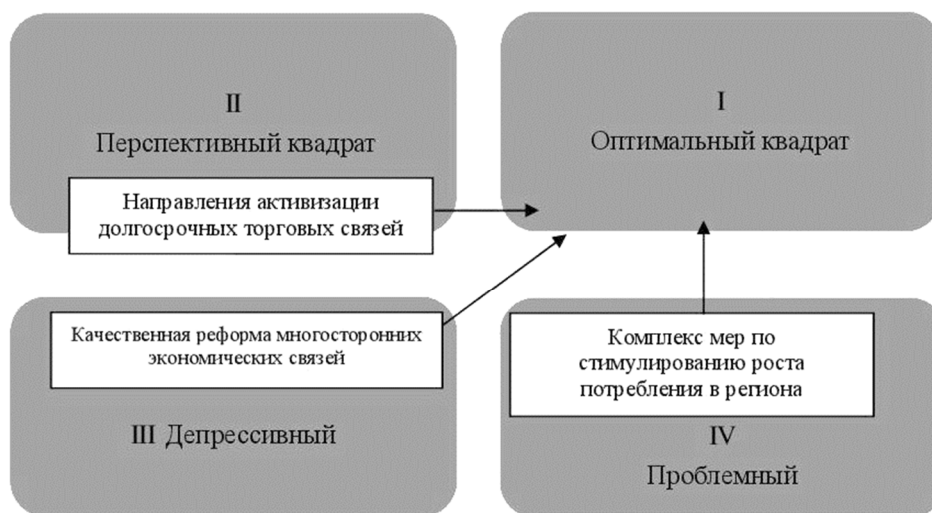 II
Перспективный квадрат
Направления активизации
долгосрочных торговых связей
I
Оптимальный квадрат
Качественная реформа многосторонних
экономических связей
III Депрессивный
Комплекс мер по
стимулированию роста
потребления в региона
IV
Проблемный